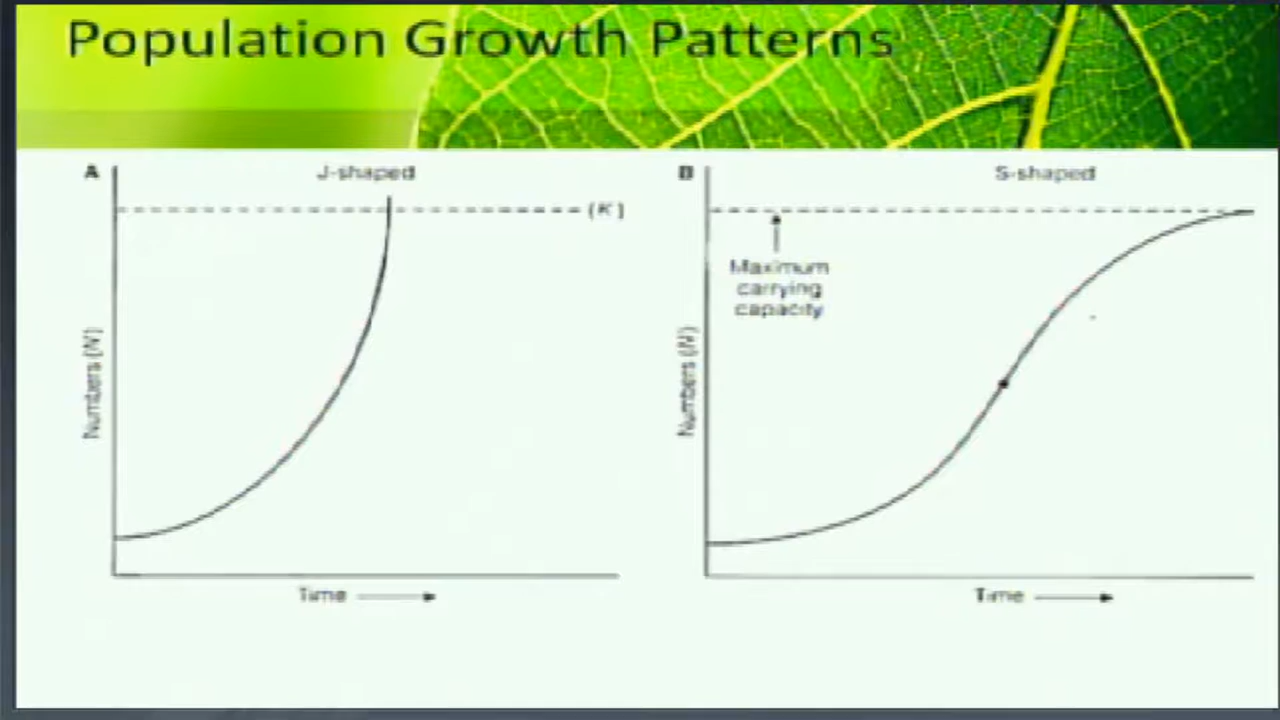 Population Growth Patterns
A
J-shaped
(K)
Numbers (N)
Time
B
S-shaped
Maximum
carrying
capacity
Numbers (N)
Time